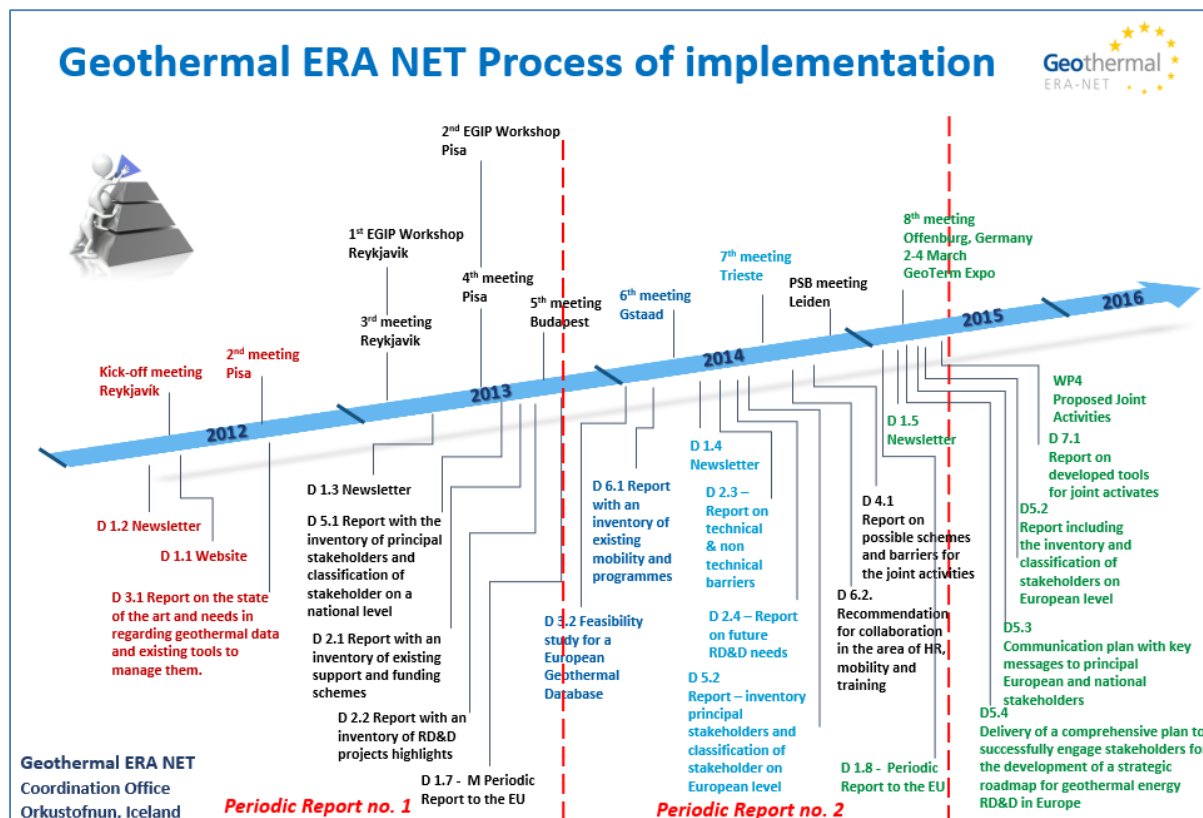 Geothermal ERA NET Process of implementation
Geothermal
ERA-NET
2nd EGIP Workshop
Pisa
1st EGIP Workshop
Reykjavik
4th meeting
Pisa
3rd meeting
Reykjavik
5th meeting
Budapest
6th meeting
Gstaad
7th meeting
Trieste
PSB meeting
Leiden
8th meeting
Offenburg, Germany
2-4 March
GeoTerm Expo
Kick-off meeting
Reykjavík
2nd meeting
Pisa
2012
2013
2014
2015
2016
D 1.2 Newsletter
D 1.1 Website
D 3.1 Report on the state
of the art and needs in
regarding geothermal data
and existing tools to
manage them.
D 1.3 Newsletter
D 5.1 Report with the
inventory of principal
stakeholders and
classification of
stakeholder on a
national level
D 2.1 Report with an
inventory of existing
support and funding
schemes
D 2.2 Report with an
inventory of RD&D
projects highlights
D 1.7 - M Periodic
Report to the EU
D 3.2 Feasibility
study for a
European
Geothermal
Database
D 6.1 Report
with an
inventory of
existing
mobility and
programmes
D 1.4
Newsletter
D 2.3 –
Report on
technical
& non
technical
barriers
D 2.4 – Report
on future
RD&D needs
D 5.2
Report – inventory
principal
stakeholders and
classification of
stakeholder on
European level
D 4.1
Report on
possible schemes
and barriers for
the joint activities
D 6.2.
Recommendation
for collaboration
in the area of HR,
mobility and
training
D 1.5
Newsletter
D 1.8 - Periodic
Report to the EU
WP4
Proposed Joint
Activities
D 7.1
Report on
developed tools
for joint activates
D5.2
Report including
the inventory and
classification of
stakeholders on
European level
D5.3
Communication plan with key
messages to principal
European and national
stakeholders
D5.4
Delivery of a comprehensive plan to
successfully engage stakeholders for
the development of a strategic
roadmap for geothermal energy
RD&D in Europe
Geothermal ERA NET
Coordination Office
Orkustofnun, Iceland
Periodic Report no. 1
Periodic Report no. 2